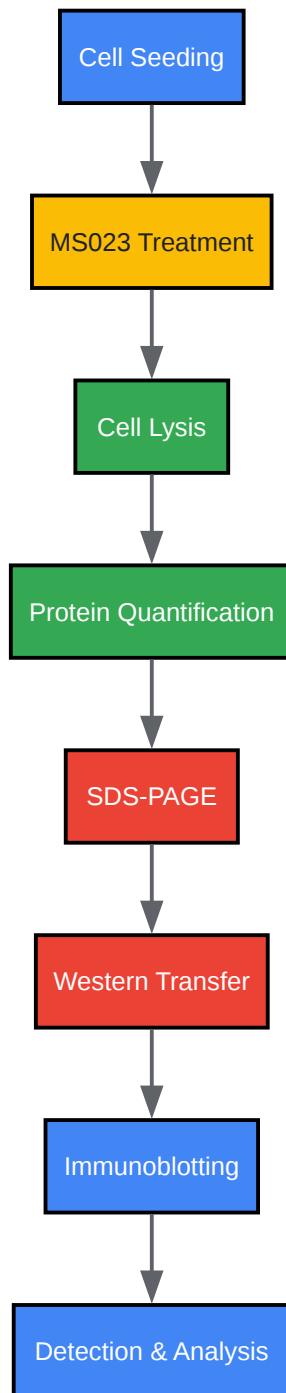 Cell Seeding
MS023 Treatment
Cell Lysis
Protein Quantification
SDS-PAGE
Western Transfer
Immunoblotting
Detection & Analysis